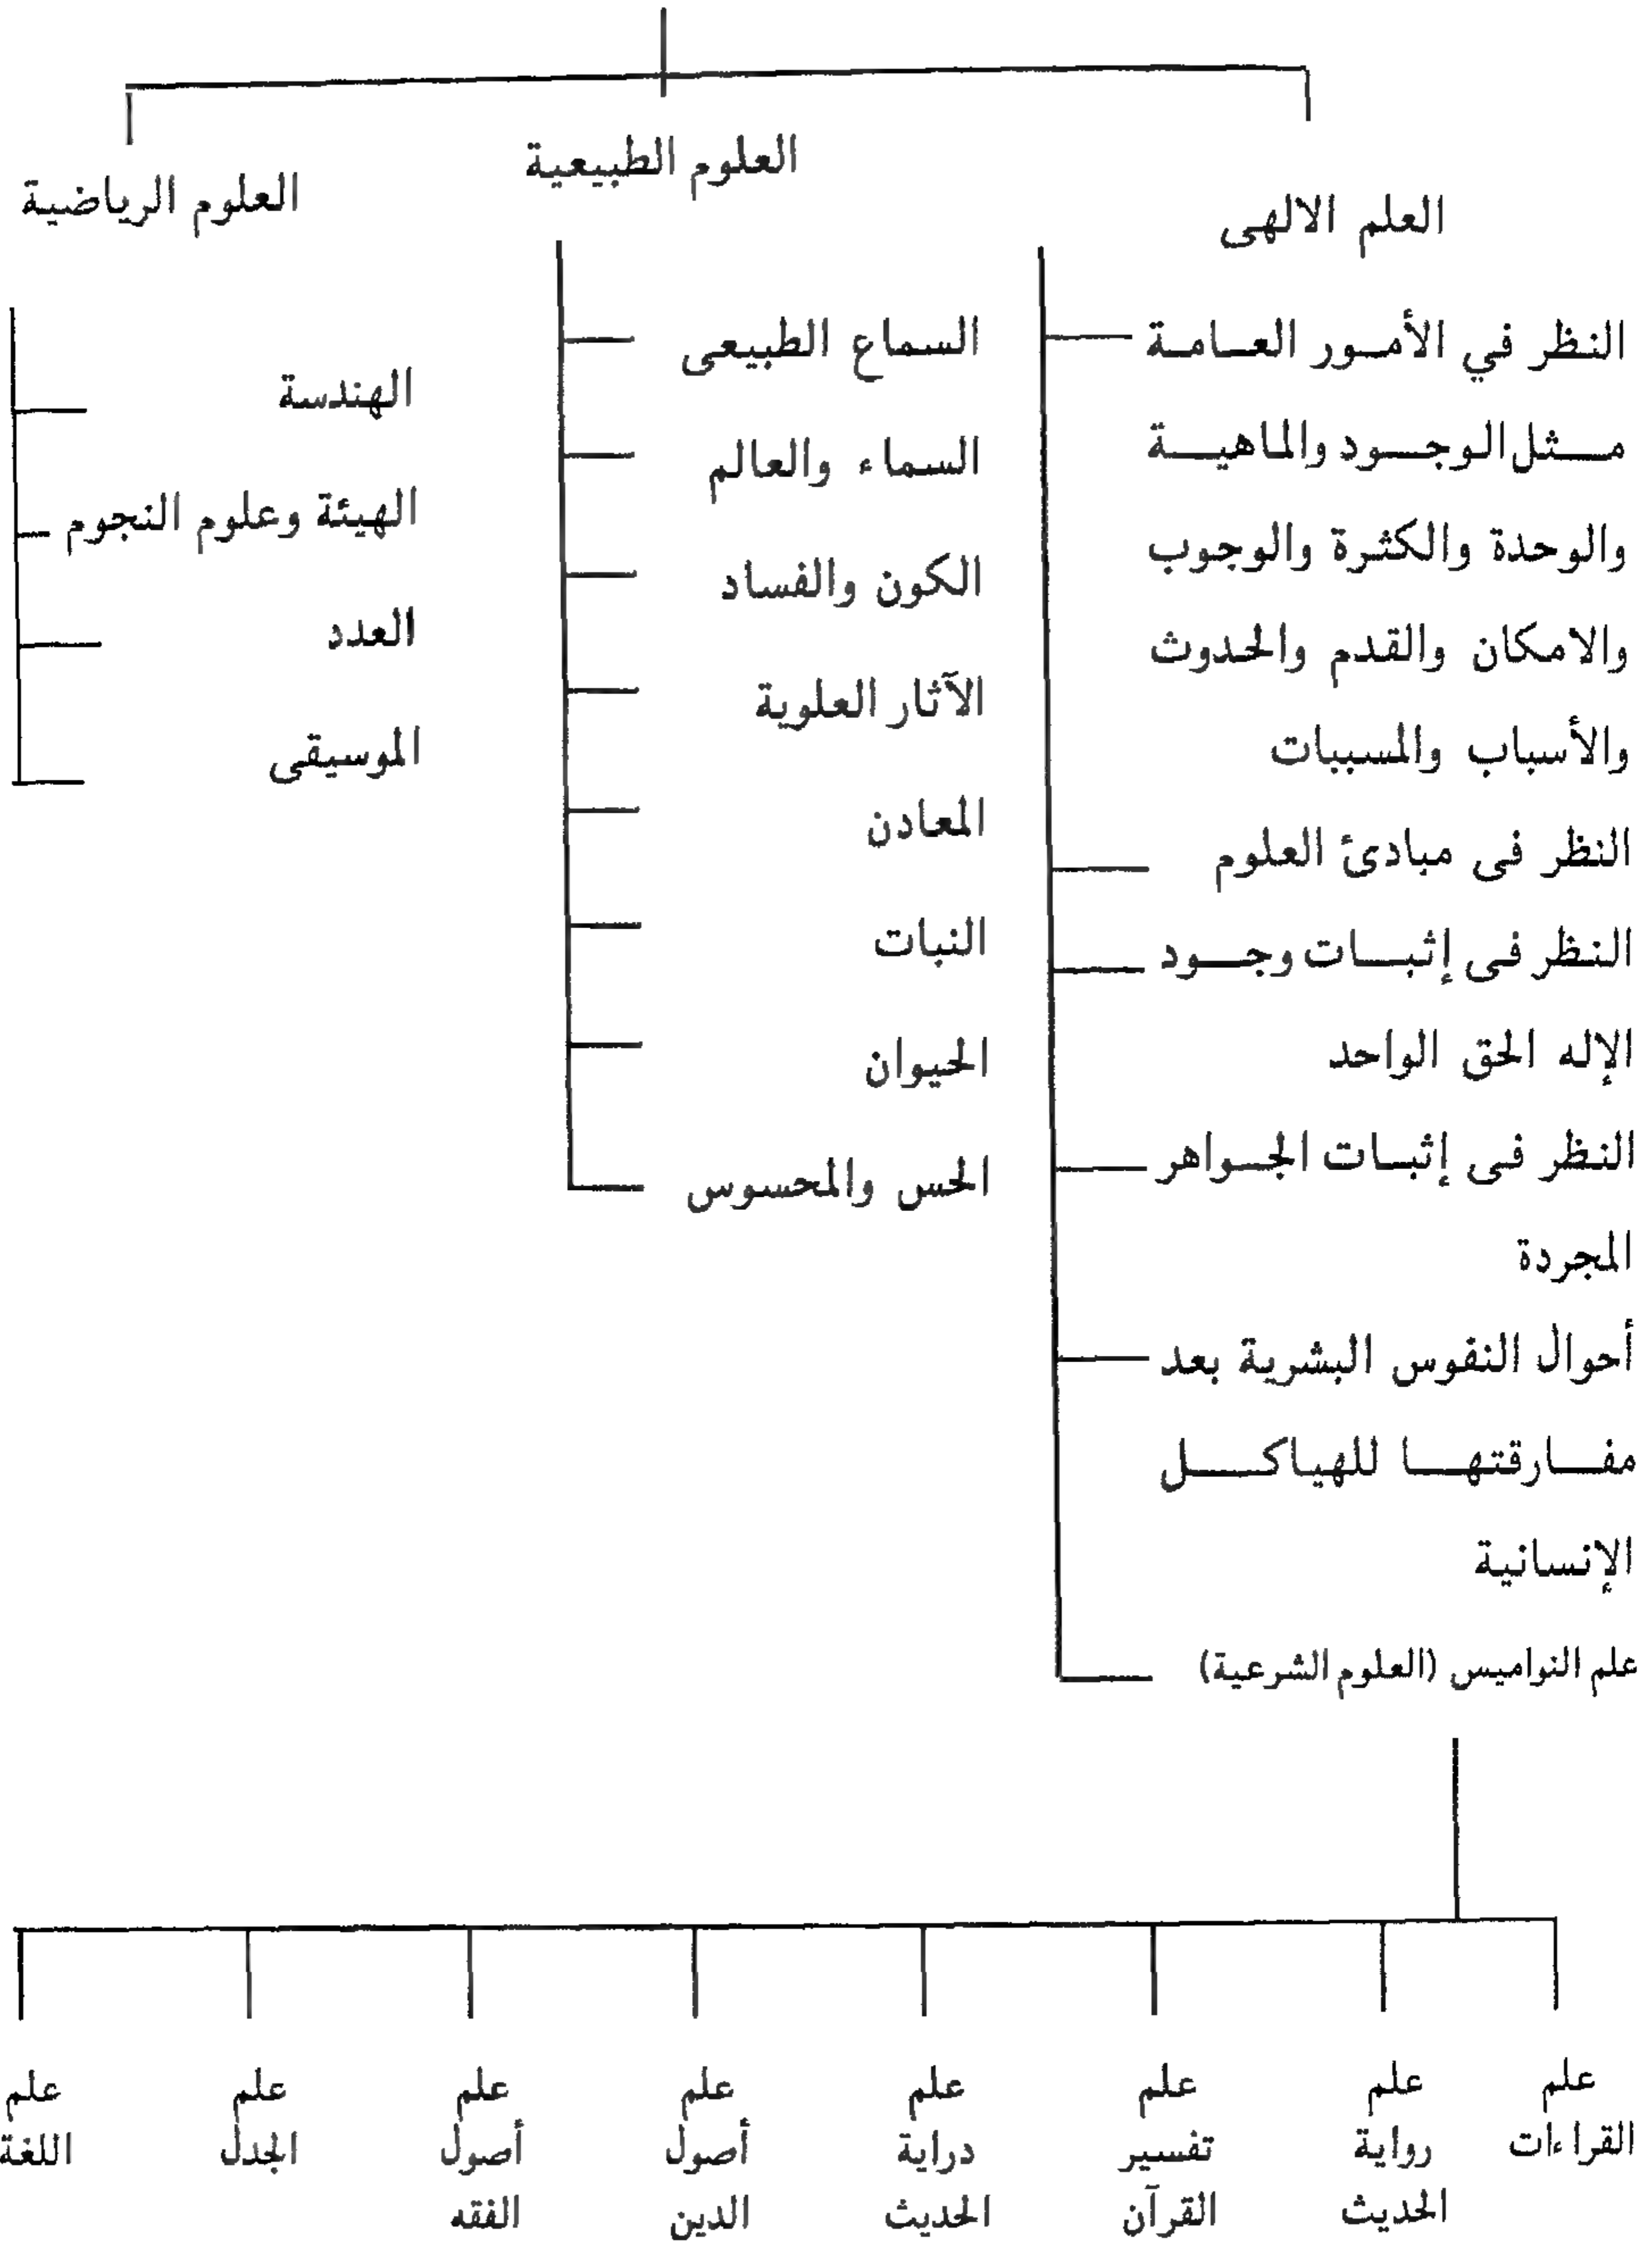 العلم الالهى
النظر في الأمور العامة
مثل الوجود والماهية
والوحدة والكثرة والوجوب
والامكان والقدم والحدوث
والأسباب والمسببات
النظر فى مبادئ العلوم
النظر فى إثبات وجود
الإله الحق الواحد
النظر فى إثبات الجواهر
المجردة
أحوال النفوس البشرية بعد
مفارقتها للهياكل
الإنسانية
علم النواميس (العلوم الشرعية)
العلوم الطبيعية
السماع الطبيعى
السماء والعالم
الكون والفساد
الآثار العلوية
المعادن
النبات
الحيوان
الحس والمحسوس
العلوم الرياضية
الهندسة
الهيئة وعلوم النجوم
العدد
الموسيقى
علم
القراءات
علم
رواية
الحديث
علم
تفسير
القرآن
علم
دراية
الحديث
علم
أصول
الدين
علم
أصول
الفقه
علم
الجدل
علم
اللغة